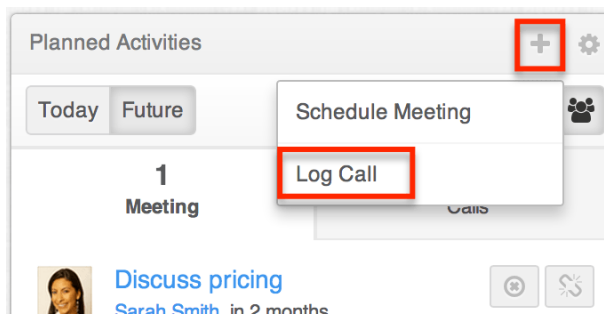 Planned Activities
Today Future
Schedule Meeting
Log Call
1
Meeting
Calls
Discuss pricing
Sarah Smith, in 2 months